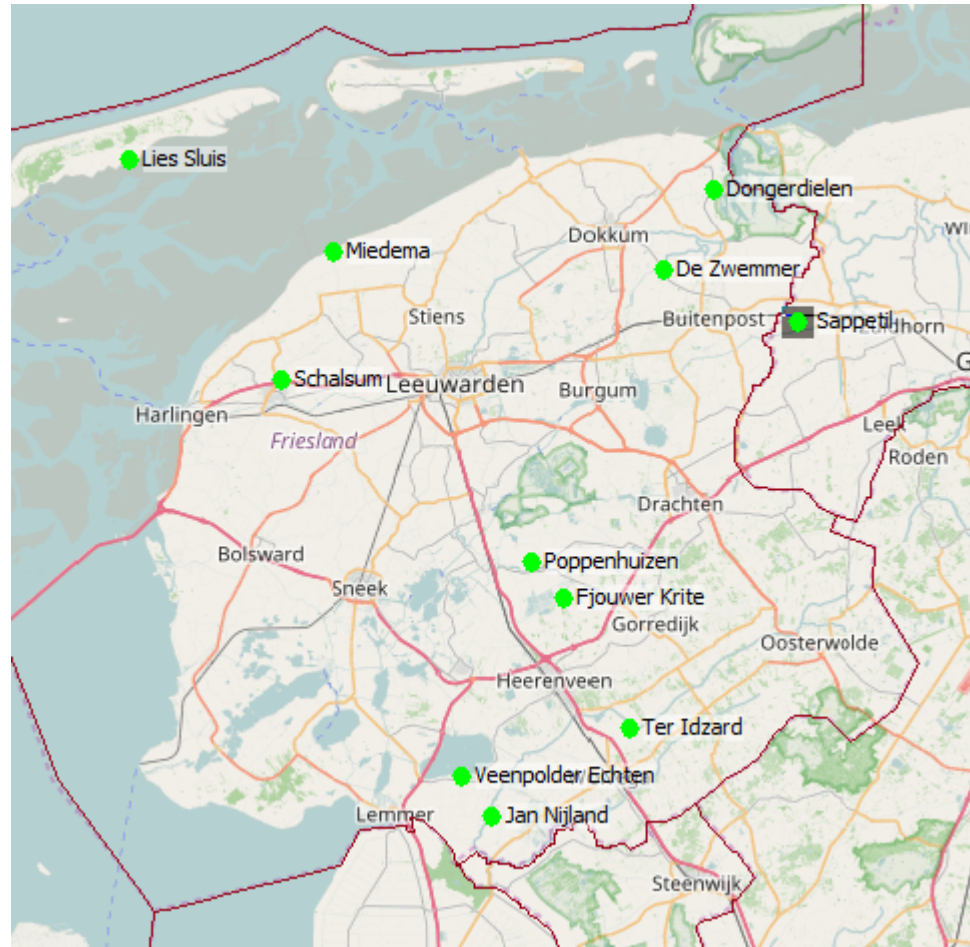 Lies Sluis
Dongerdielen
Dokkum
Miedema
De Zwemmer
Stiens
Buitenpost
Sappetil
Schalsum
Leeuwarden
Burgum
Harlingen
Friesland
Leek
Roden
Drachten
Bolsward
Poppenhuizen
Sneek
Fjouwer Krite
Gorredijk
Oosterwolde
Heerenveen
Ter Idzard
Veenpolder Echten
Lemmer
Jan Nijland
Steenwijk